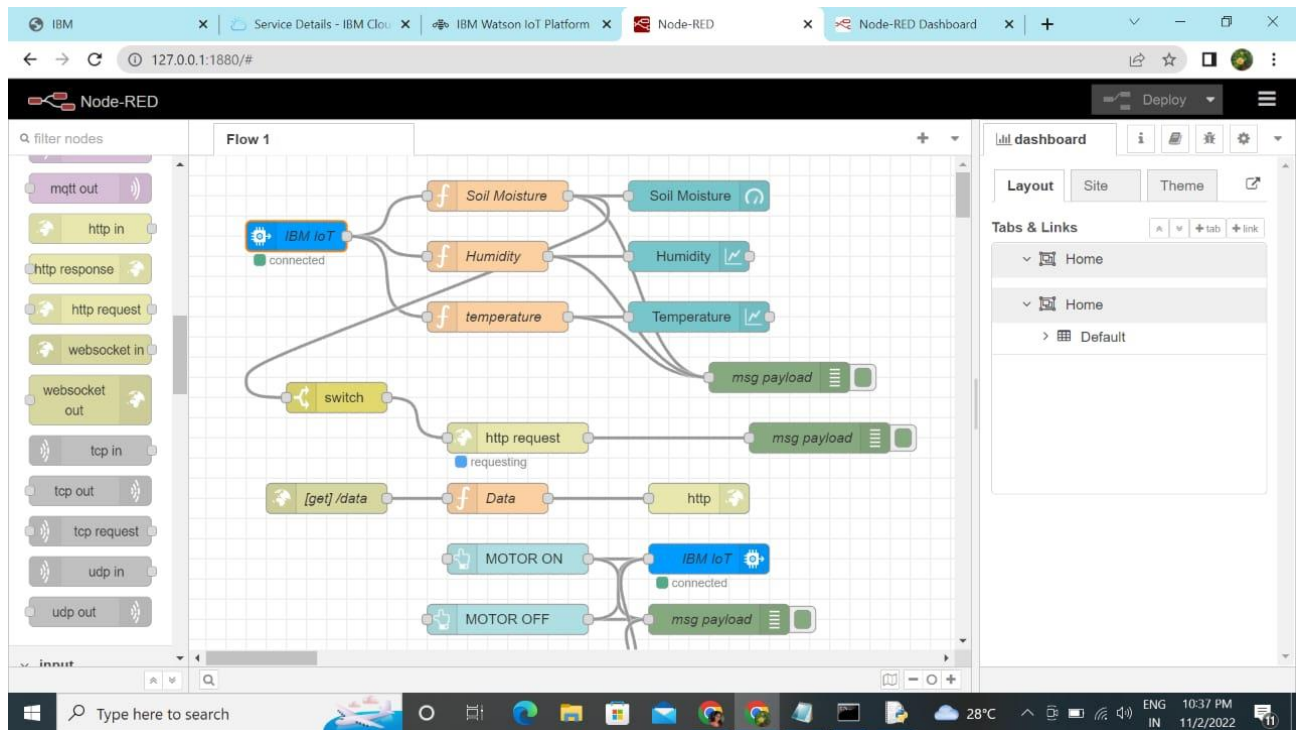 IBM
Service Details - IBM Clou
IBM Watson IoT Platform
Node-RED
Node-RED Dashboard
127.0.0.1:1880/#
Node-RED
Deploy
filter nodes
Flow 1
dashboard
i
mqtt out
http in
http response
http request
websocket in
websocket
out
tcp in
tcp out
tcp request
udp in
udp out
input
IBM IoT
connected
Soil Moisture
Soil Moisture
Humidity
Humidity
temperature
Temperature
msg payload
switch
http request
requesting
msg payload
[get] /data
Data
http
MOTOR ON
IBM IoT
connected
MOTOR OFF
msg payload
Layout
Site
Theme
Tabs & Links
+ tab
+ link
Home
Home
Default
Type here to search
28°C
ENG
IN
10:37 PM
11/2/2022
11